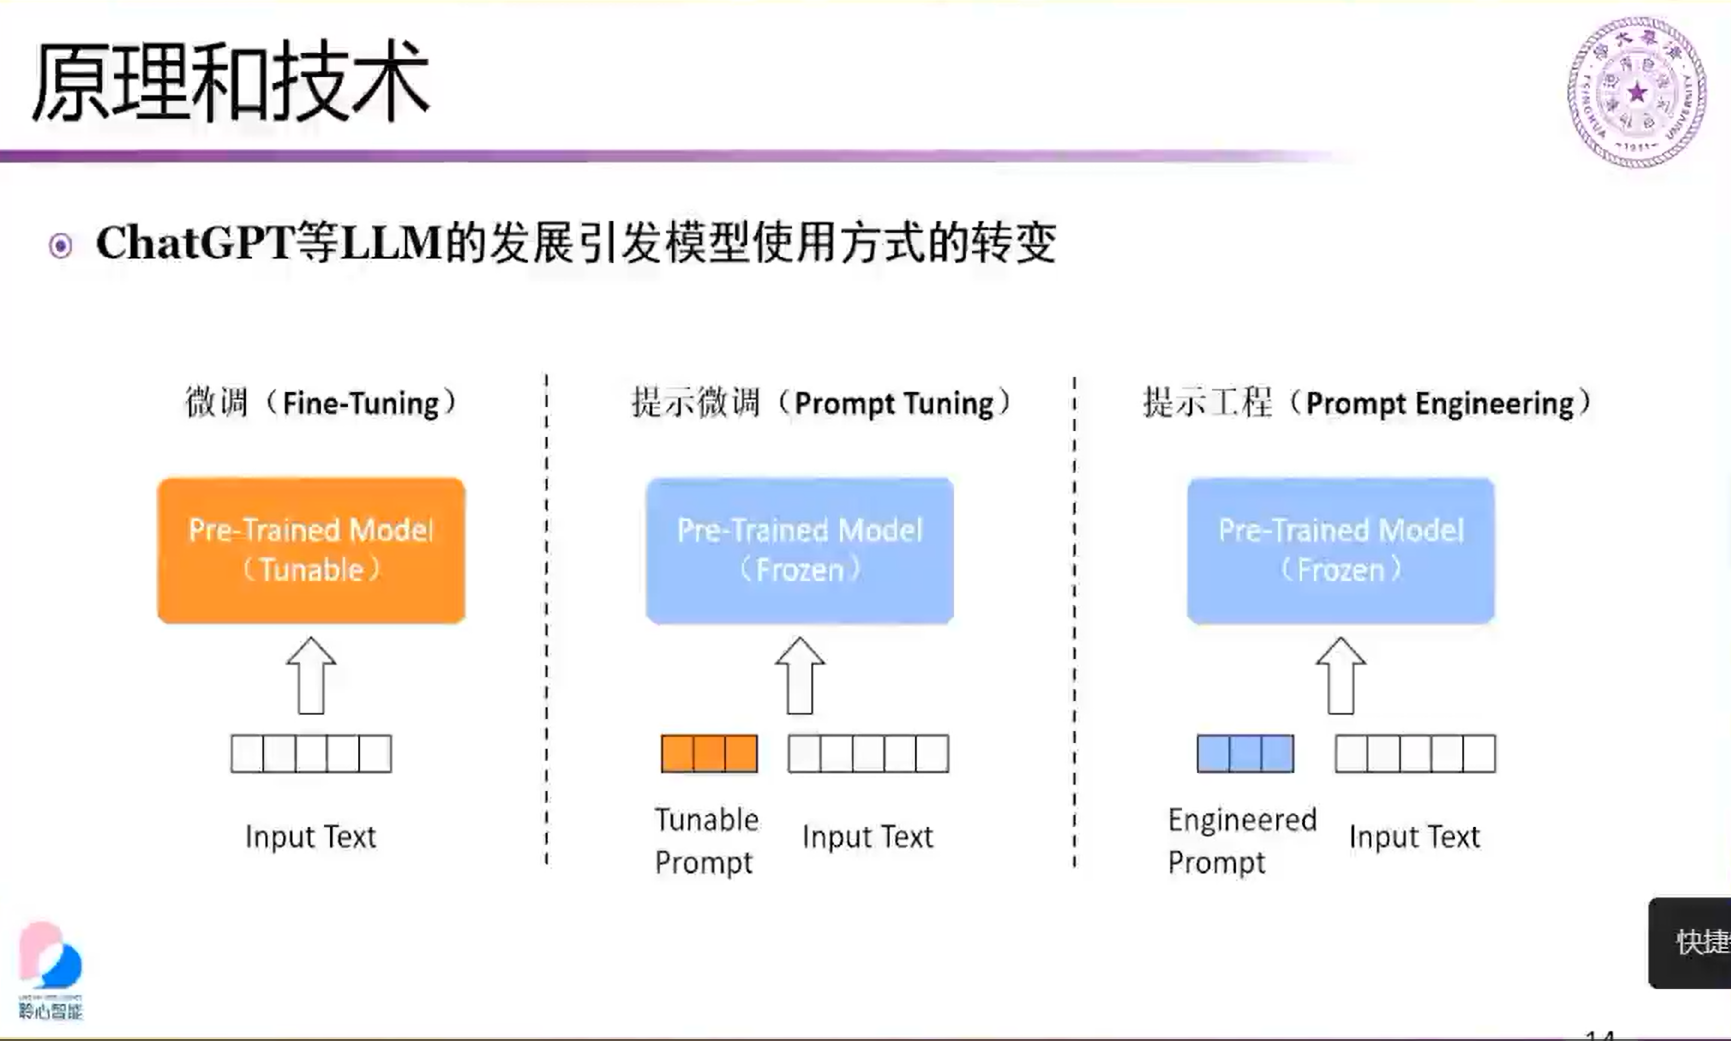 原理和技术
ChatGPT等LLM的发展引发模型使用方式的转变
微调（Fine-Tuning）
Pre-Trained Model
（Tunable）
Input Text
提示微调（Prompt Tuning）
Pre-Trained Model
（Frozen）
Tunable
Prompt
Input Text
提示工程（Prompt Engineering）
Pre-Trained Model
（Frozen）
Engineered
Prompt
Input Text
聆心智能
快捷
TSINGHUA UNIVERSITY
-1911-